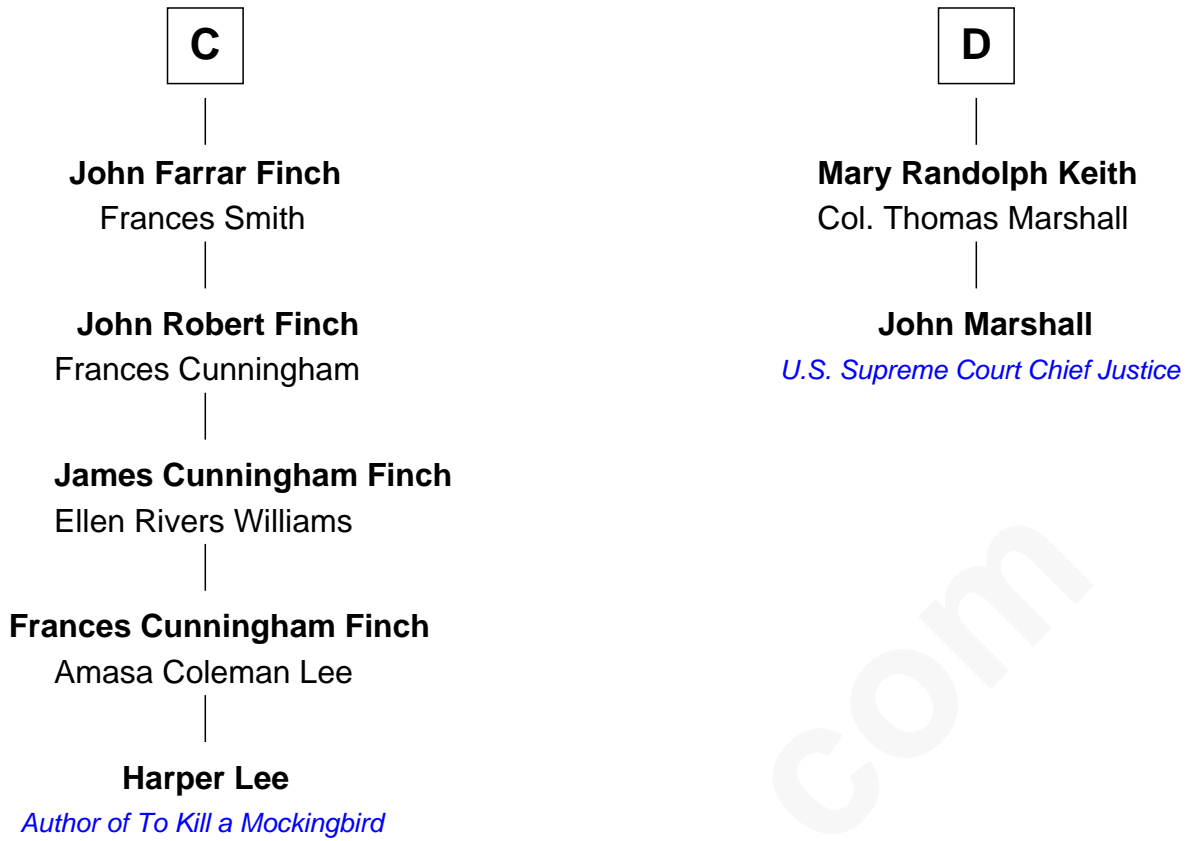 C
John Farrar Finch
Frances Smith
John Robert Finch
Frances Cunningham
James Cunningham Finch
Ellen Rivers Williams
Frances Cunningham Finch
Amasa Coleman Lee
Harper Lee
Author of To Kill a Mockingbird
D
Mary Randolph Keith
Col. Thomas Marshall
John Marshall
U.S. Supreme Court Chief Justice
com